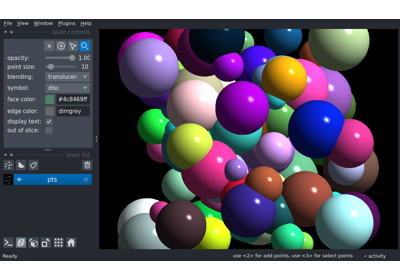 File View Window Plugins Help
layer controls
opacity: 1.00
point size: 10
blending: translucen
symbol: disc
face color: #4c8469ff
edge color: dimgrey
display text:
out of slice:
layer list
pts
Ready use <2> for add points, use <3> for select points activity